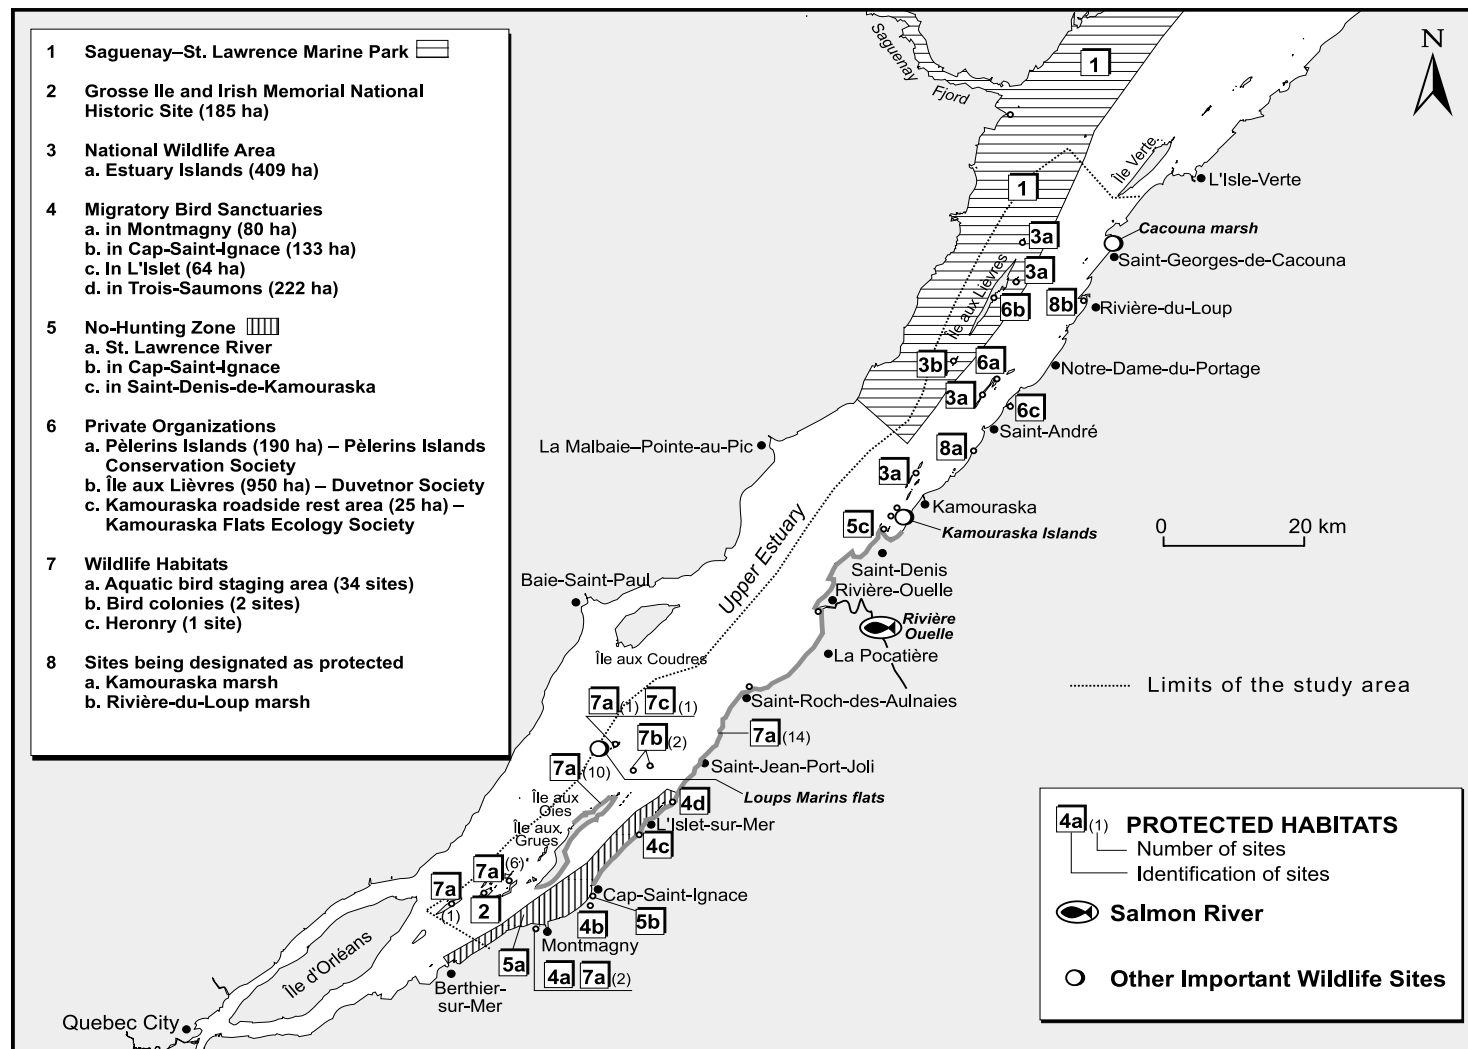 1 Saguenay–St. Lawrence Marine Park
2 Grosse Ile and Irish Memorial National
Historic Site (185 ha)
3 National Wildlife Area
a. Estuary Islands (409 ha)
4 Migratory Bird Sanctuaries
a. in Montmagny (80 ha)
b. in Cap-Saint-Ignace (133 ha)
c. In L'Islet (64 ha)
d. in Trois-Saumons (222 ha)
5 No-Hunting Zone
a. St. Lawrence River
b. in Cap-Saint-Ignace
c. in Saint-Denis-de-Kamouraska
6 Private Organizations
a. Pèlerins Islands (190 ha) – Pèlerins Islands
Conservation Society
b. Île aux Lièvres (950 ha) – Duvetnor Society
c. Kamouraska roadside rest area (25 ha) –
Kamouraska Flats Ecology Society
7 Wildlife Habitats
a. Aquatic bird staging area (34 sites)
b. Bird colonies (2 sites)
c. Heronry (1 site)
8 Sites being designated as protected
a. Kamouraska marsh
b. Rivière-du-Loup marsh
Saguenay
Fjord
1
N
Île Verte
L'Isle-Verte
1
Cacouna marsh
3a
Saint-Georges-de-Cacouna
3a
Île aux Lièvres
6b
8b
Rivière-du-Loup
3b
6a
Notre-Dame-du-Portage
3a
6c
Saint-André
La Malbaie–Pointe-au-Pic
8a
3a
Kamouraska
5c
Kamouraska Islands
0 20 km
Upper Estuary
Saint-Denis
Baie-Saint-Paul
Rivière-Ouelle
Rivière
Ouelle
La Pocatière
Île aux Coudres
Limits of the study area
7a (1) 7c (1)
Saint-Roch-des-Aulnaies
7b (2)
7a (14)
7a (10)
Saint-Jean-Port-Joli
Loups Marins flats
Île aux
Oies
4d
L'Islet-sur-Mer
Île aux
Grues
4c
7a (6)
7a
(1)
2
Cap-Saint-Ignace
4b
5b
Montmagny
5a
4a 7a (2)
Île d'Orléans
Berthier-
sur-Mer
Quebec City
4a (1) PROTECTED HABITATS
Number of sites
Identification of sites
Salmon River
Other Important Wildlife Sites